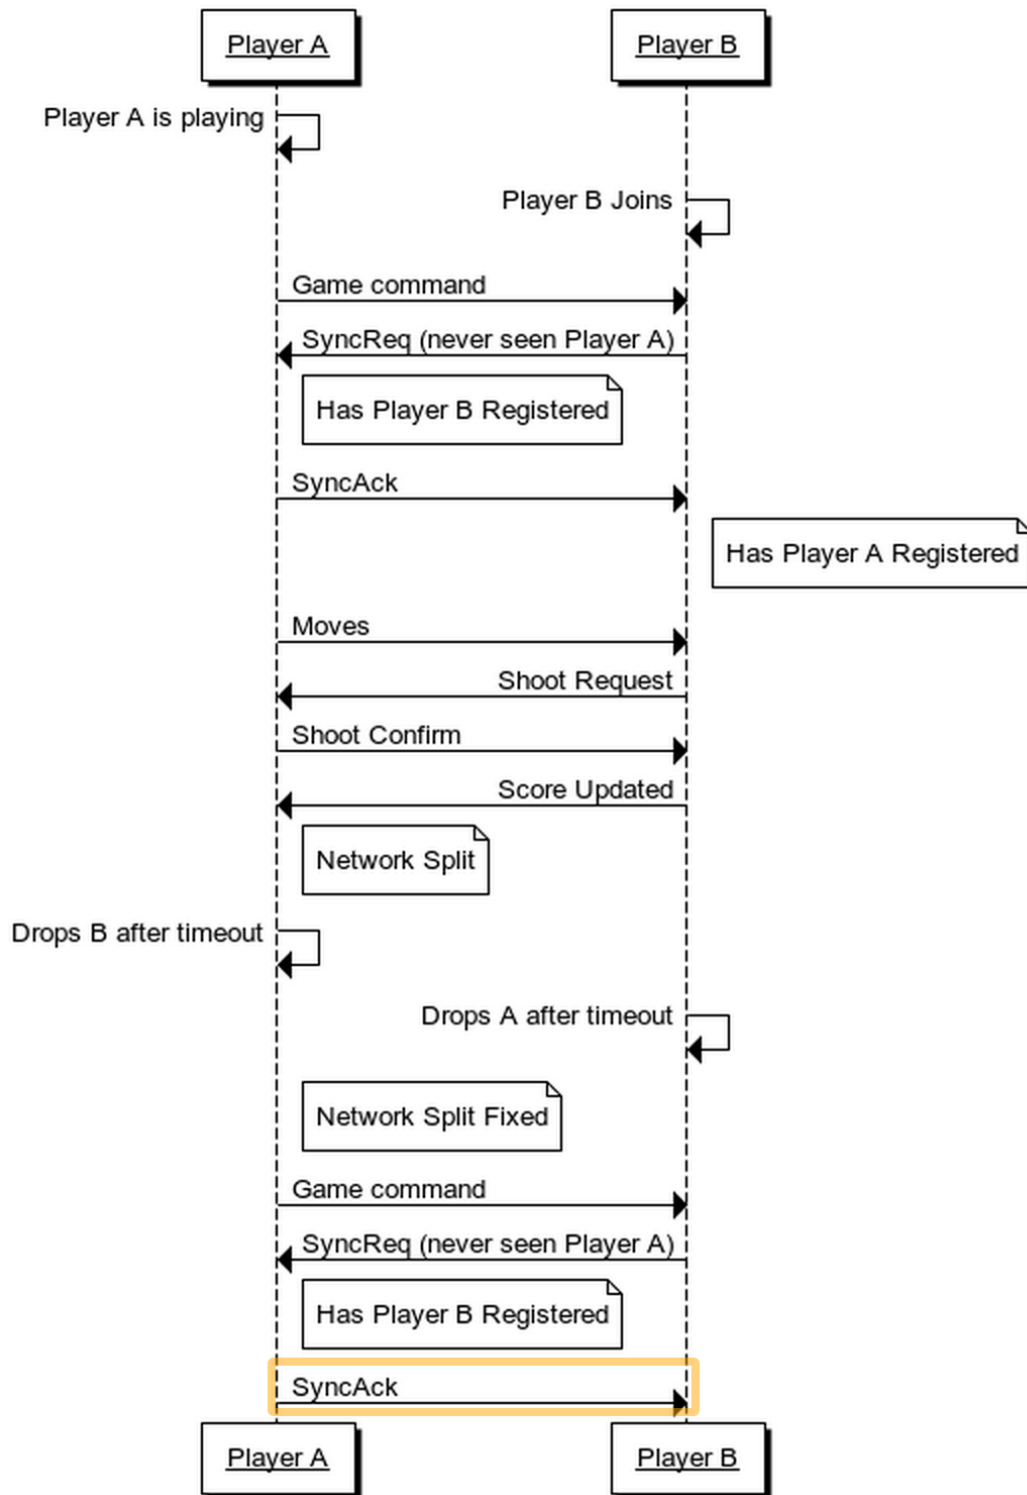 Player A
Player B
Player A is playing
Player B Joins
Game command
SyncReq (never seen Player A)
Has Player B Registered
SyncAck
Has Player A Registered
Moves
Shoot Request
Shoot Confirm
Score Updated
Network Split
Drops B after timeout
Drops A after timeout
Network Split Fixed
Game command
SyncReq (never seen Player A)
Has Player B Registered
SyncAck
Player A
Player B